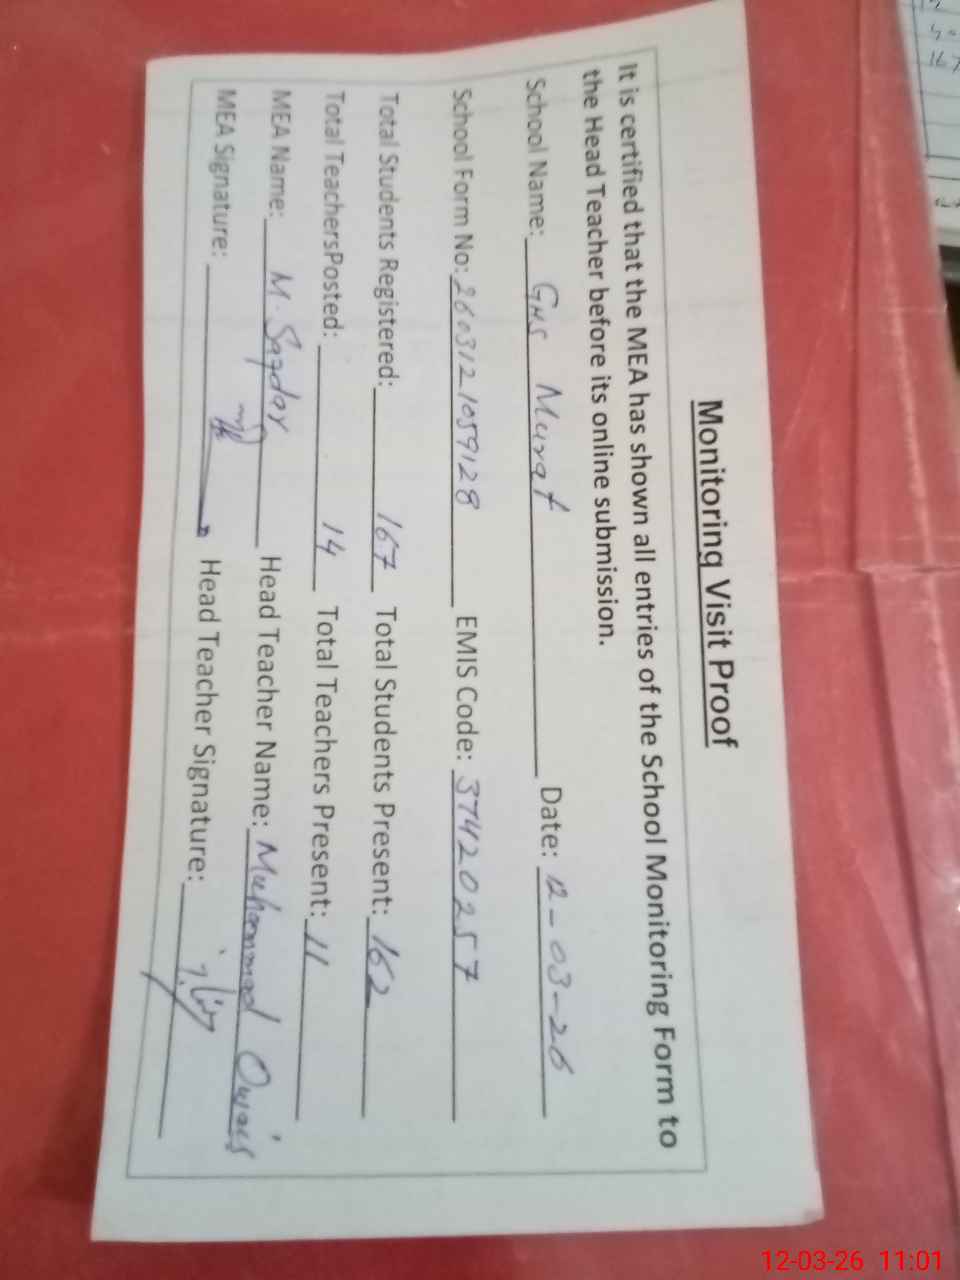 Monitoring Visit Proof
It is certified that the MEA has shown all entries of the School Monitoring Form to
the Head Teacher before its online submission.
School Name: GHS Murat Date: 12-03-26
School Form No: 2603121059128 EMIS Code: 37420257
Total Students Registered: 167 Total Students Present: 162
Total TeachersPosted: 14 Total Teachers Present: 11
MEA Name: M. Safdar Head Teacher Name: Muhammad Owais
MEA Signature: Head Teacher Signature:
167
12-03-26 11:01